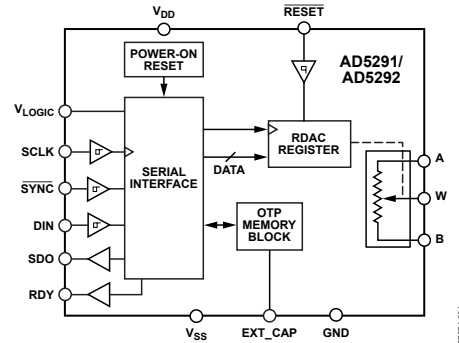 VDD
RESET
POWER-ON
RESET
AD5291/
AD5292
VLOGIC
SCLK
SYNC
DIN
SDO
RDY
SERIAL
INTERFACE
DATA
RDAC
REGISTER
OTP
MEMORY
BLOCK
A
W
B
VSS
EXT_CAP
GND